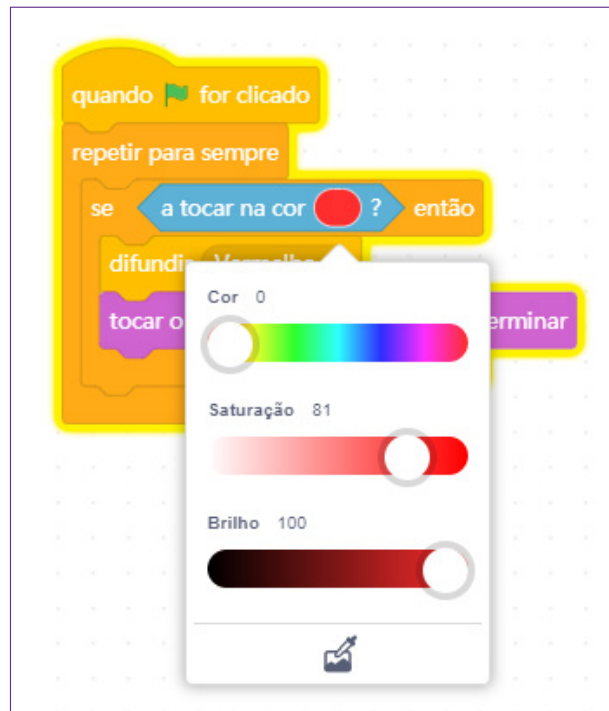 quando for clicado
repetir para sempre
se a tocar na cor ? então
difundir Vermelho
tocar o erminar
Cor 0
Saturação 81
Brilho 100